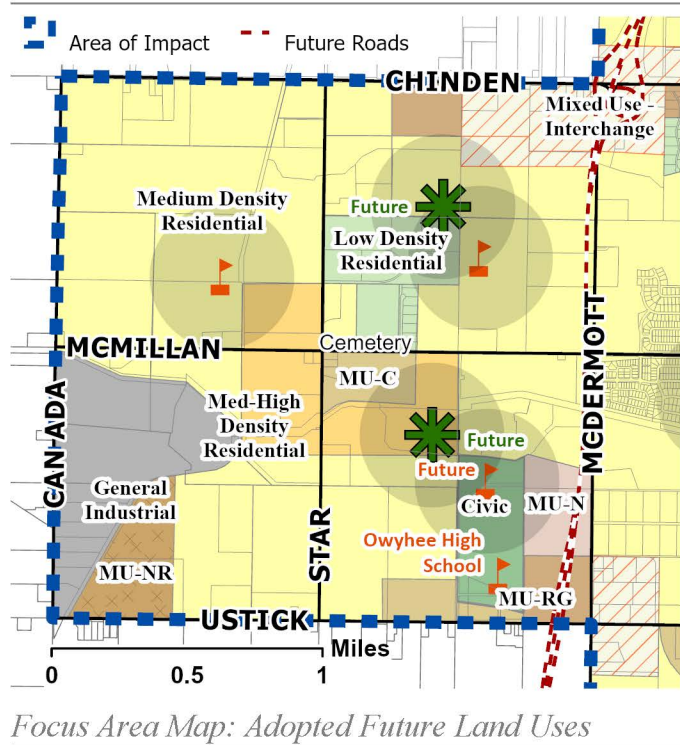 Area of Impact
Future Roads
CHINDEN
Mixed Use -
Interchange
Medium Density
Residential
Future
Low Density
Residential
MCMILLAN
Cemetery
MCDERMOTT
MU-C
CAN-ADA
Med-High
Density
Residential
Future
Future
General
Industrial
Civic
MU-N
STAR
Owyhee High
School
MU-NR
MU-RG
USTICK
Miles
0 0.5 1
Focus Area Map: Adopted Future Land Uses